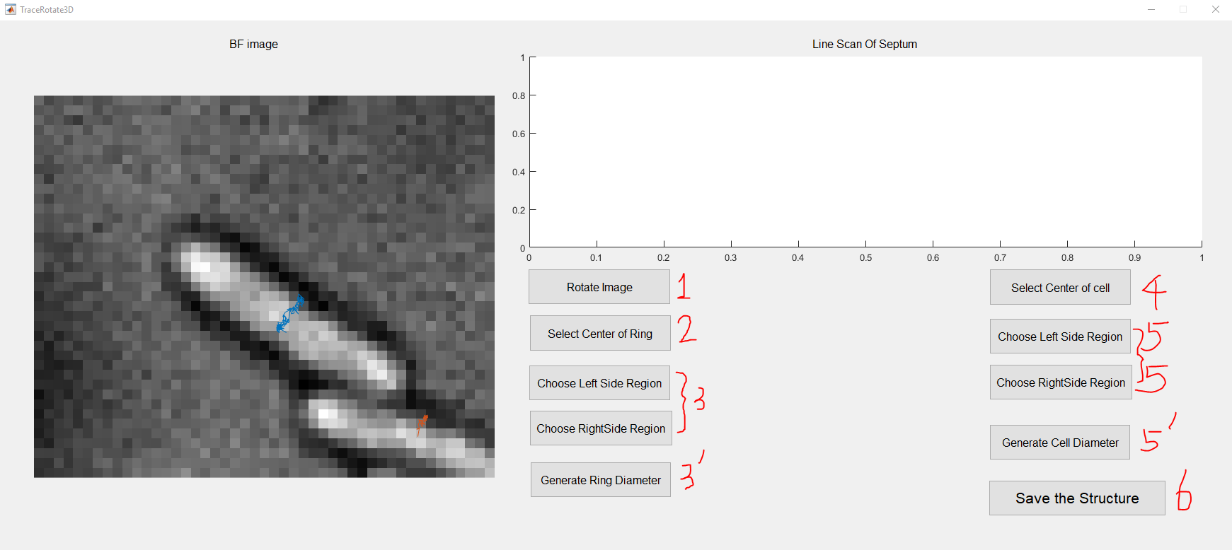 TraceRotate3D
BF image
Line Scan Of Septum
1
0.8
0.6
0.4
0.2
0
0 0.1 0.2 0.3 0.4 0.5 0.6 0.7 0.8 0.9 1
Rotate Image 1
Select Center of Ring 2
Choose Left Side Region
Choose RightSide Region
3
Generate Ring Diameter 3'
Select Center of cell 4
Choose Left Side Region 5
Choose RightSide Region 5
Generate Cell Diameter 5'
Save the Structure 6